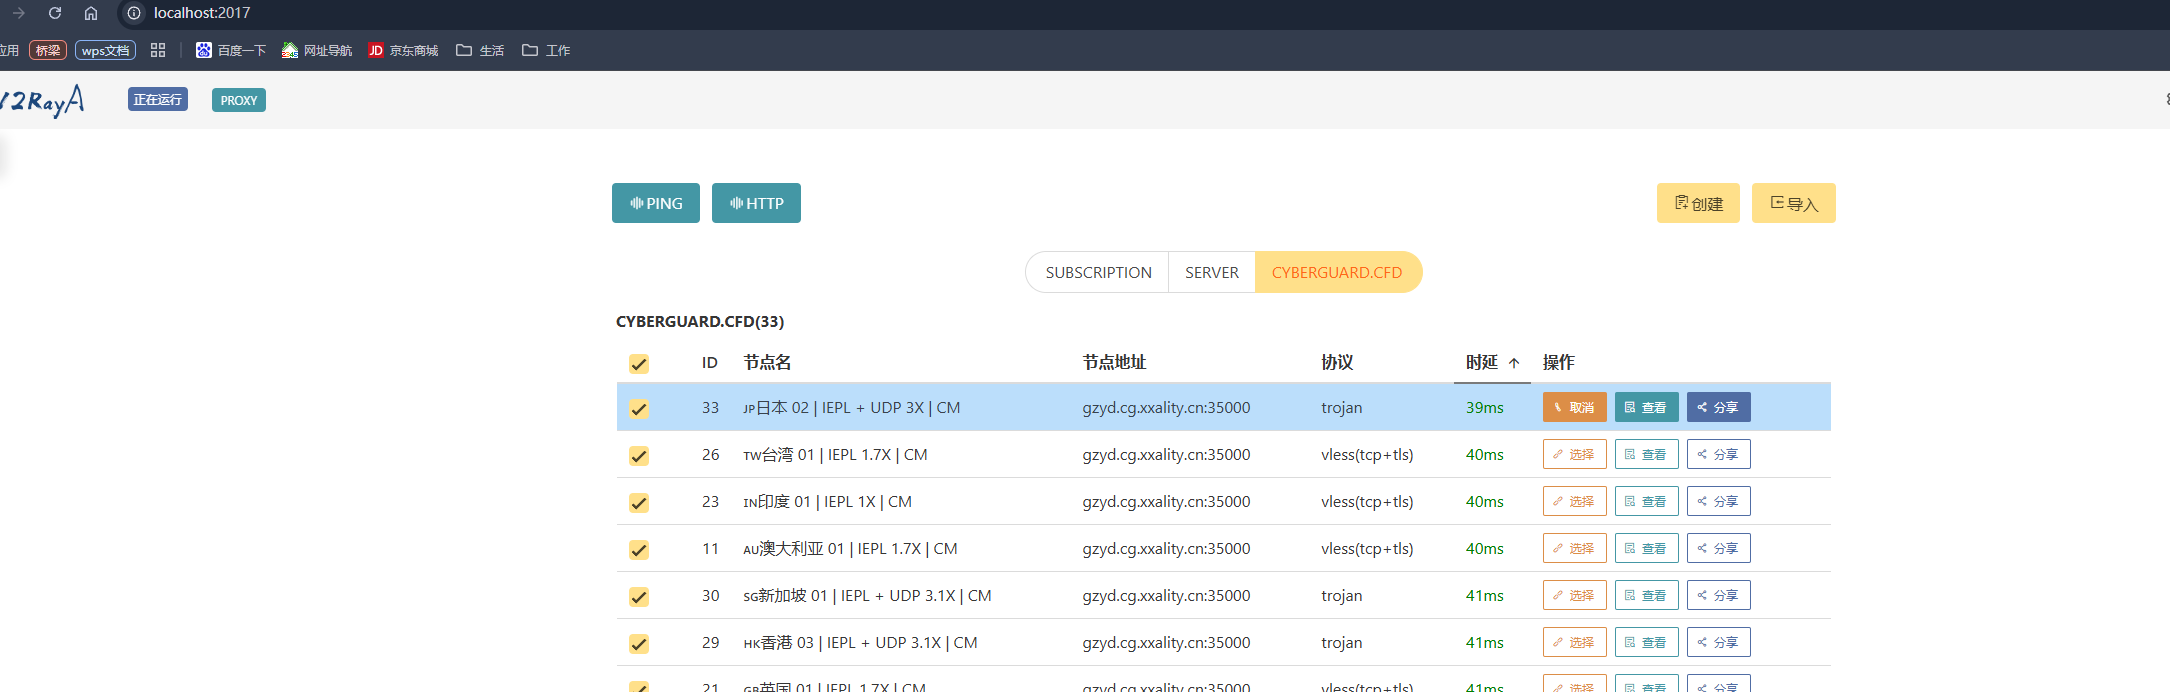 localhost:2017
应用 桥梁 wps文档 百度一下 网址导航 JD 京东商城 生活 工作
V2RayA 正在运行 PROXY
PING HTTP 创建 导入
SUBSCRIPTION SERVER CYBERGUARD.CFD
CYBERGUARD.CFD(33)
ID 节点名 节点地址 协议 时延 操作
33 JP日本 02 | IEPL + UDP 3X | CM gzyd.cg.xxality.cn:35000 trojan 39ms 取消 查看 分享
26 TW台湾 01 | IEPL 1.7X | CM gzyd.cg.xxality.cn:35000 vless(tcp+tls) 40ms 选择 查看 分享
23 IN印度 01 | IEPL 1X | CM gzyd.cg.xxality.cn:35000 vless(tcp+tls) 40ms 选择 查看 分享
11 AU澳大利亚 01 | IEPL 1.7X | CM gzyd.cg.xxality.cn:35000 vless(tcp+tls) 40ms 选择 查看 分享
30 SG新加坡 01 | IEPL + UDP 3.1X | CM gzyd.cg.xxality.cn:35000 trojan 41ms 选择 查看 分享
29 HK香港 03 | IEPL + UDP 3.1X | CM gzyd.cg.xxality.cn:35000 trojan 41ms 选择 查看 分享
21 GB英国 01 | IEPL 1.7X | CM gzyd.cg.xxality.cn:35000 vless(tcp+tls) 41ms 选择 查看 分享